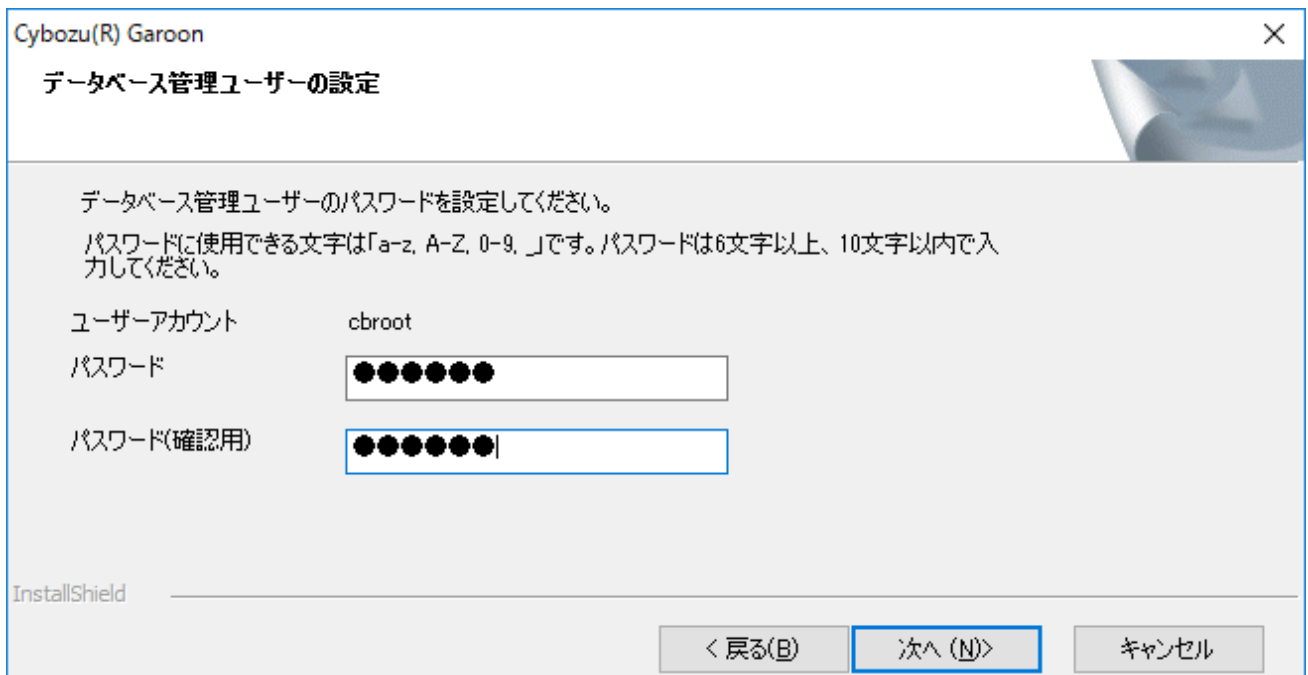 Cybozu(R) Garoon
データベース管理ユーザーの設定
データベース管理ユーザーのパスワードを設定してください。
パスワードに使用できる文字は「a-z, A-Z, 0-9, _」です。パスワードは6文字以上、10文字以内で入
力してください。
ユーザーアカウント cbroot
パスワード ●●●●●●
パスワード(確認用) ●●●●●●
InstallShield
< 戻る(B) 次へ (N)> キャンセル